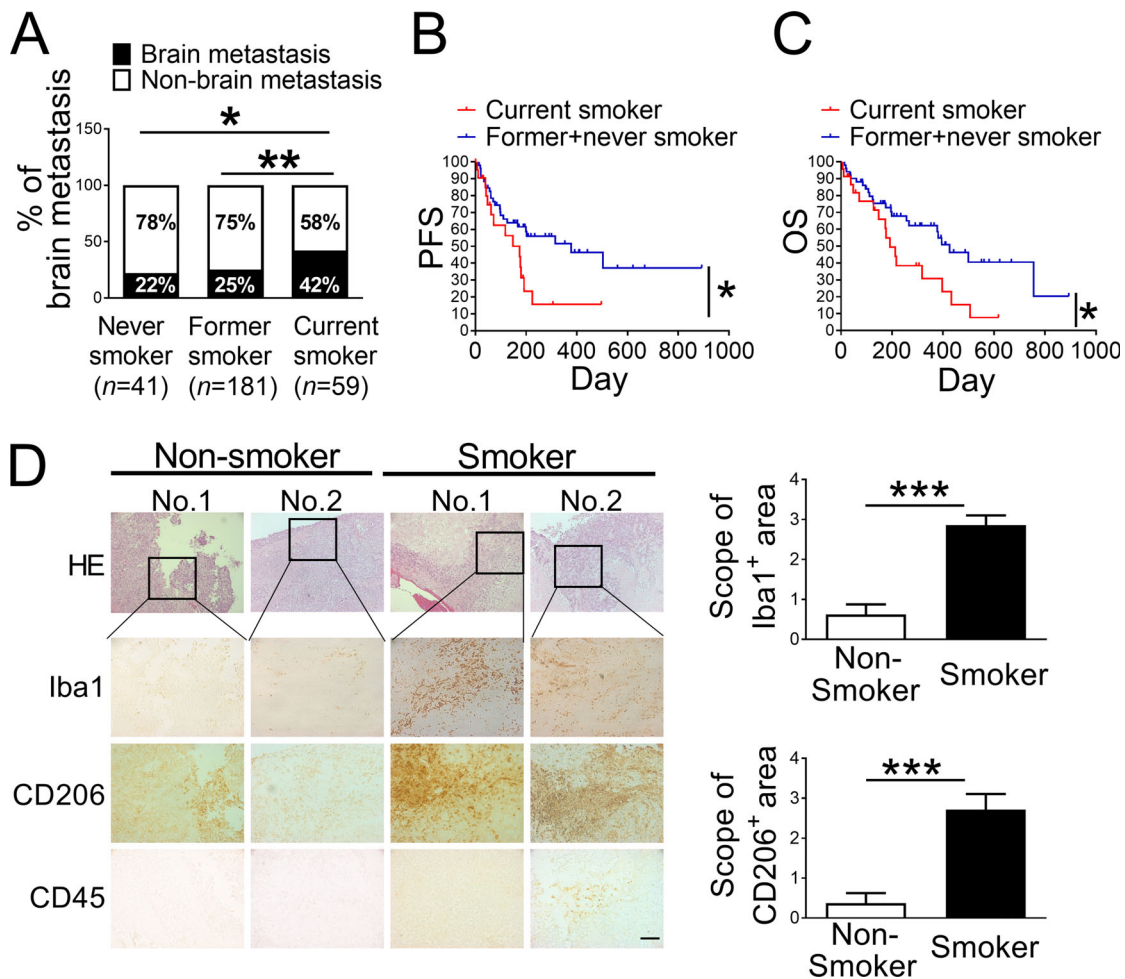 A
Brain metastasis
Non-brain metastasis
% of
brain metastasis
150
100
50
0
*
**
78%
75%
58%
22%
25%
42%
Never
smoker
(n=41)
Former
smoker
(n=181)
Current
smoker
(n=59)
B
Current smoker
Former+never smoker
PFS
100
90
80
70
60
50
40
30
20
10
0
0 200 400 600 800 1000
Day
*
C
Current smoker
Former+never smoker
OS
100
90
80
70
60
50
40
30
20
10
0
0 200 400 600 800 1000
Day
*
D
Non-smoker Smoker
No.1 No.2 No.1 No.2
HE
Iba1
CD206
CD45
Scope of
Iba1+ area
4
3
2
1
0
***
Non-
Smoker
Smoker
Scope of
CD206+ area
4
3
2
1
0
***
Non-
Smoker
Smoker